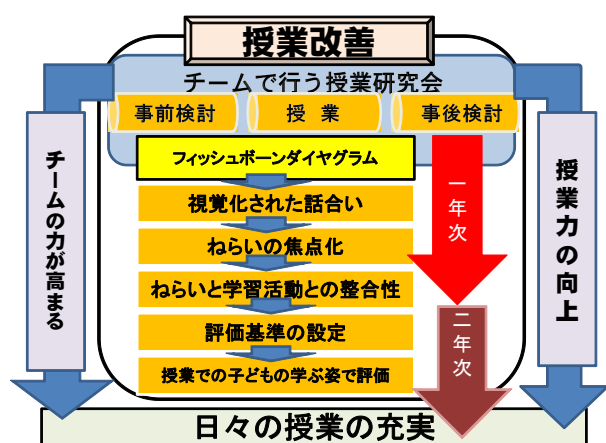 授業改善
チームで行う授業研究会
事前検討
授 業
事後検討
フィッシュボーンダイヤグラム
視覚化された話合い
ねらいの焦点化
ねらいと学習活動との整合性
評価基準の設定
授業での子どもの学ぶ姿で評価
一年次
二年次
チームの力が高まる
授業力の向上
日々の授業の充実